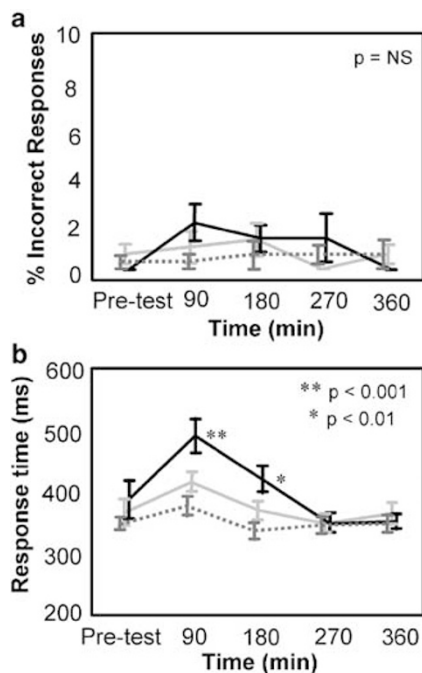 a
10
p = NS
8
6
4
2
0
% Incorrect Responses
Pre-test 90 180 270 360
Time (min)
b
600
** p < 0.001
* p < 0.01
500
**
*
400
300
200
Response time (ms)
Pre-test 90 180 270 360
Time (min)